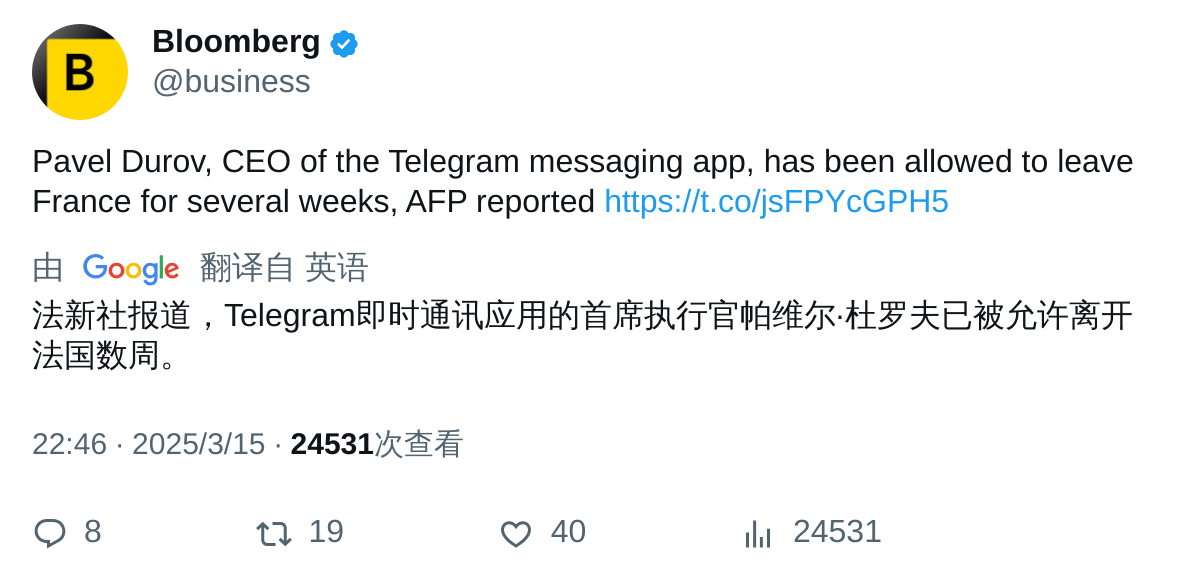 B
Bloomberg
@business
Pavel Durov, CEO of the Telegram messaging app, has been allowed to leave
France for several weeks, AFP reported https://t.co/jsFPYcGPH5
由 Google 翻译自 英语
法新社报道，Telegram即时通讯应用的首席执行官帕维尔·杜罗夫已被允许离开
法国数周。
22:46 · 2025/3/15 · 24531次查看
8 19 40 24531